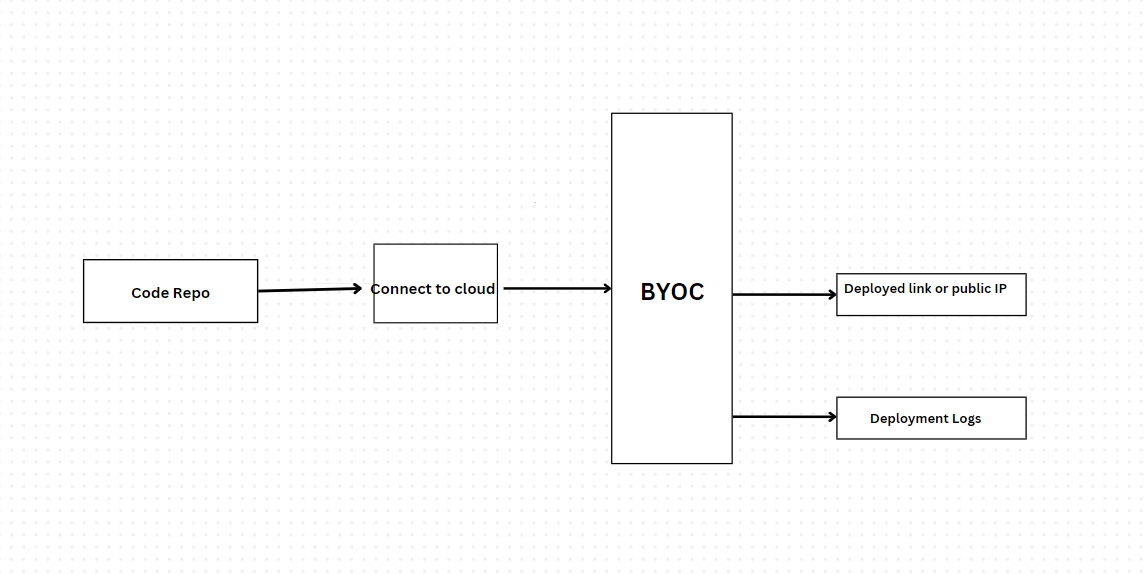 Code Repo
Connect to cloud
BYOC
Deployed link or public IP
Deployment Logs